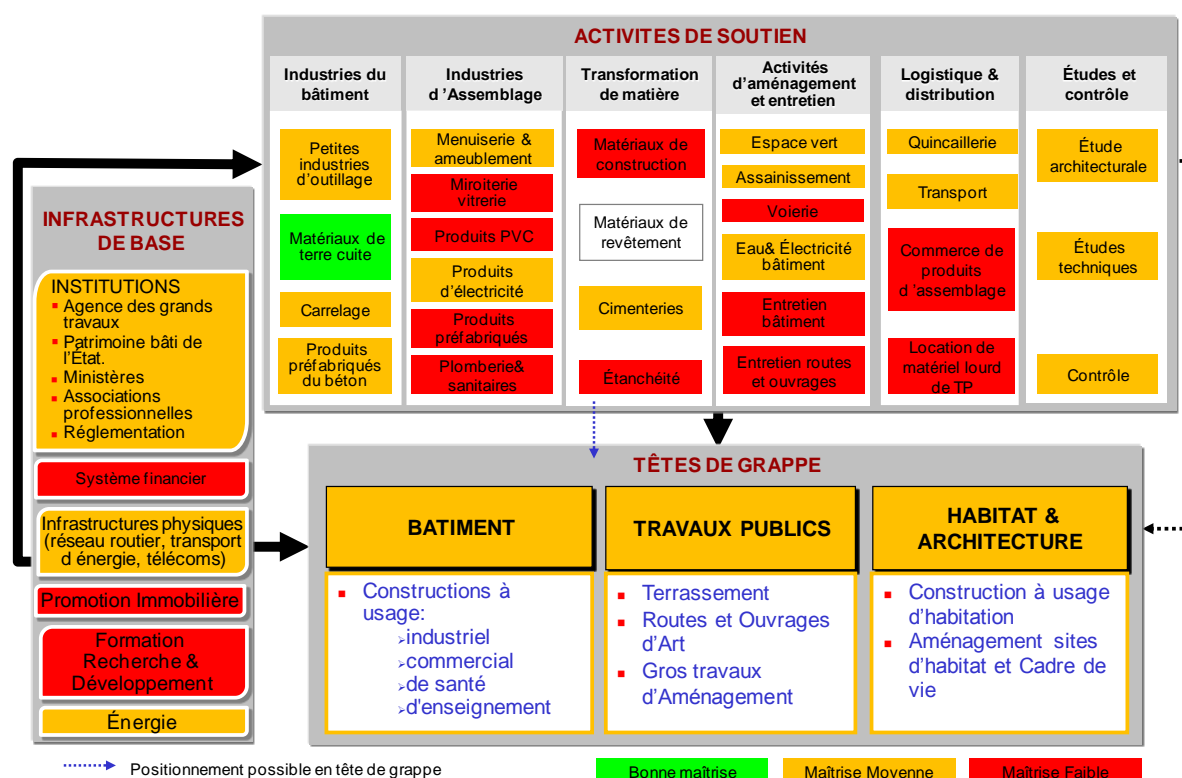 ACTIVITES DE SOUTIEN
Industries du
bâtiment
Petites
industries
d'outillage
Matériaux de
terre cuite
Carrelage
Produits
préfabriqués
du béton
Industries
d 'Assemblage
Menuiserie &
ameublement
Miroiterie
vitrerie
Produits PVC
Produits
d'électricité
Produits
préfabriqués
Plomberie&
sanitaires
Transformation
de matière
Matériaux de
construction
Matériaux de
revêtement
Cimenteries
Étanchéité
Activités
d'aménagement
et entretien
Espace vert
Assainissement
Voierie
Eau& Électricité
bâtiment
Entretien
bâtiment
Entretien routes
et ouvrages
Logistique &
distribution
Quincaillerie
Transport
Commerce de
produits
d 'assemblage
Location de
matériel lourd
de TP
Études et
contrôle
Étude
architecturale
Études
techniques
Contrôle
INFRASTRUCTURES
DE BASE
INSTITUTIONS
Agence des grands
travaux
Patrimoine bâti de
l'État.
Ministères
Associations
professionnelles
Réglementation
Système financier
Infrastructures physiques
(réseau routier, transport
d énergie, télécoms)
Promotion Immobilière
Formation
Recherche &
Développement
Énergie
TÊTES DE GRAPPE
BATIMENT
Constructions à
usage:
industriel
commercial
de santé
d'enseignement
TRAVAUX PUBLICS
Terrassement
Routes et Ouvrages
d'Art
Gros travaux
d'Aménagement
HABITAT &
ARCHITECTURE
Construction à usage
d'habitation
Aménagement sites
d'habitat et Cadre de
vie
Positionnement possible en tête de grappe
Bonne maîtrise
Maîtrise Moyenne
Maîtrise Faible